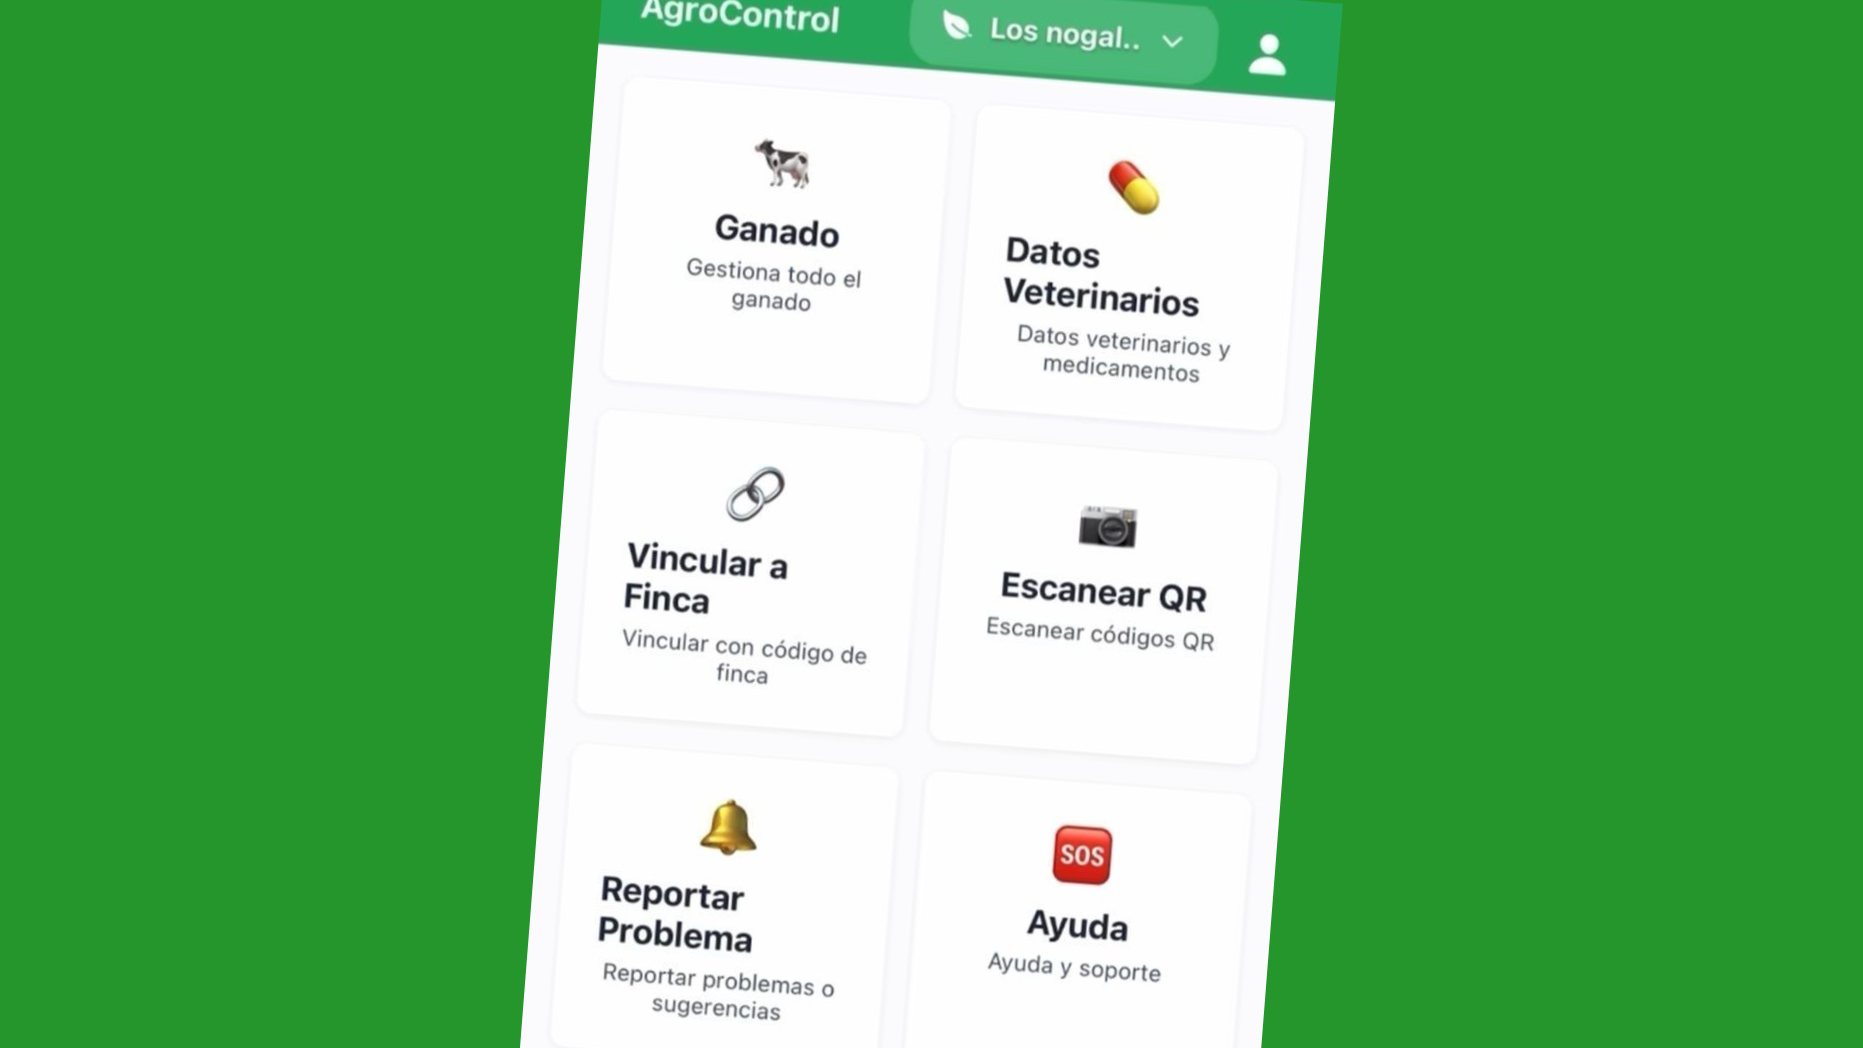 AgroControl
Los nogal..
Ganado
Gestiona todo el
ganado
Datos
Veterinarios
Datos veterinarios y
medicamentos
Vincular a
Finca
Vincular con código de
finca
Escanear QR
Escanear códigos QR
Reportar
Problema
Reportar problemas o
sugerencias
SOS
Ayuda
Ayuda y soporte